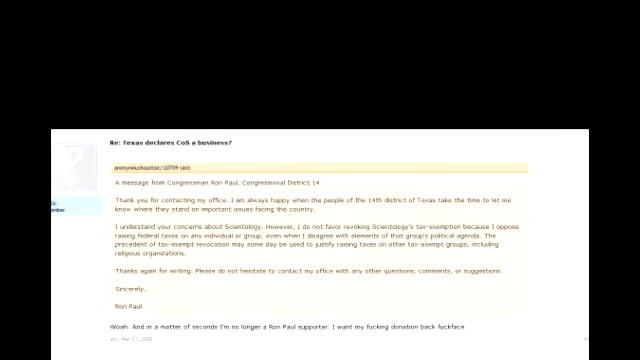 Re: Texas declares CoS a business?
said:
A message from Congressman Ron Paul, Congressional District 14
Thank you for contacting my office. I am always happy when the people of the 14th district of Texas take the time to let me
know where they stand on important issues facing the country.
I understand your concerns about Scientology. However, I do not favor revoking Scientology's tax-exemption because I oppose
raising federal taxes on any individual or group, even when I disagree with elements of that group's political agenda. The
precedent of tax-exempt revocation may some day be used to justify raising taxes on other tax-exempt groups, including
religious organizations.
Thanks again for writing. Please do not hesitate to contact my office with any other questions, comments, or suggestions.
Sincerely,
Ron Paul
Woah. And in a matter of seconds I'm no longer a Ron Paul supporter. I want my fucking donation back fuckface.